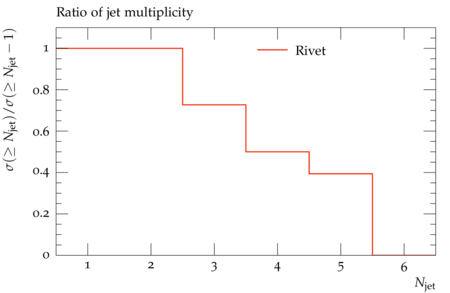 Ratio of jet multiplicity
σ(≥ Njet)/σ(≥ Njet − 1)
Rivet
1
0.8
0.6
0.4
0.2
0
1 2 3 4 5 6
Njet